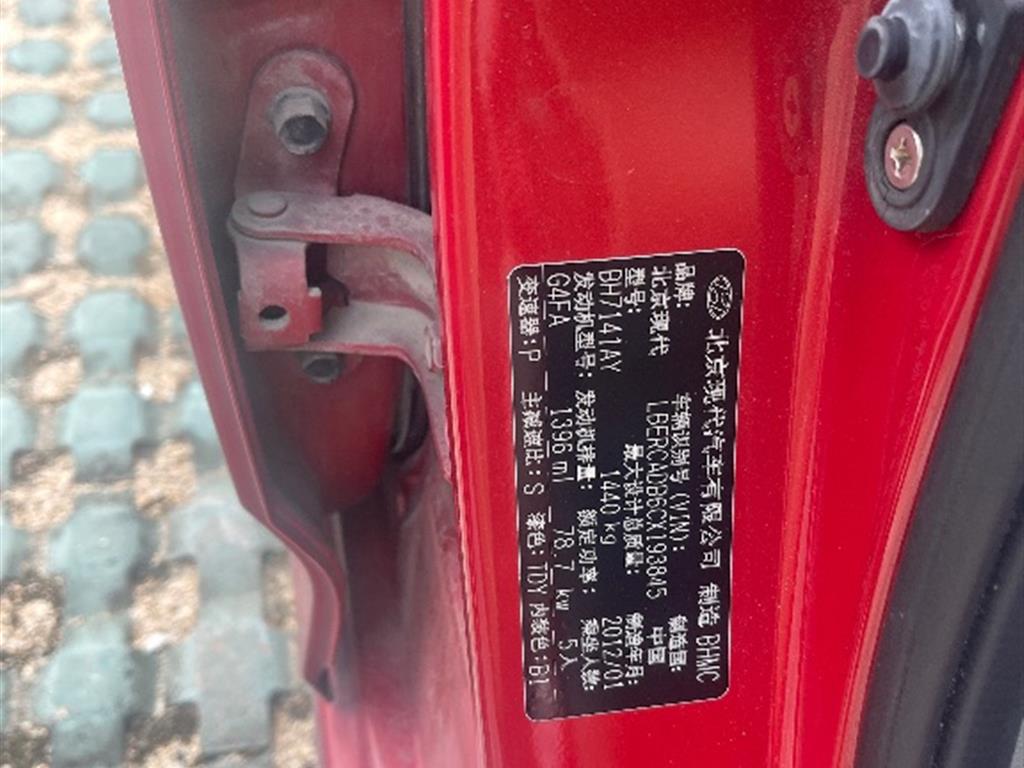 北京现代汽车有限公司 制造 BHMC
品牌: 车辆识别号(VIN): 制造国:
北京现代 LBERCADB6CX193845 中国
型号: 最大设计总质量: 制造年月:
BH7141AY 1440 kg 2012/01
发动机型号: 发动机排量: 额定功率: 乘坐人数:
G4FA 1396 ml 78.7 kw 5人
变速器:P 主减速比:S 漆色:TDY 内装色:B1